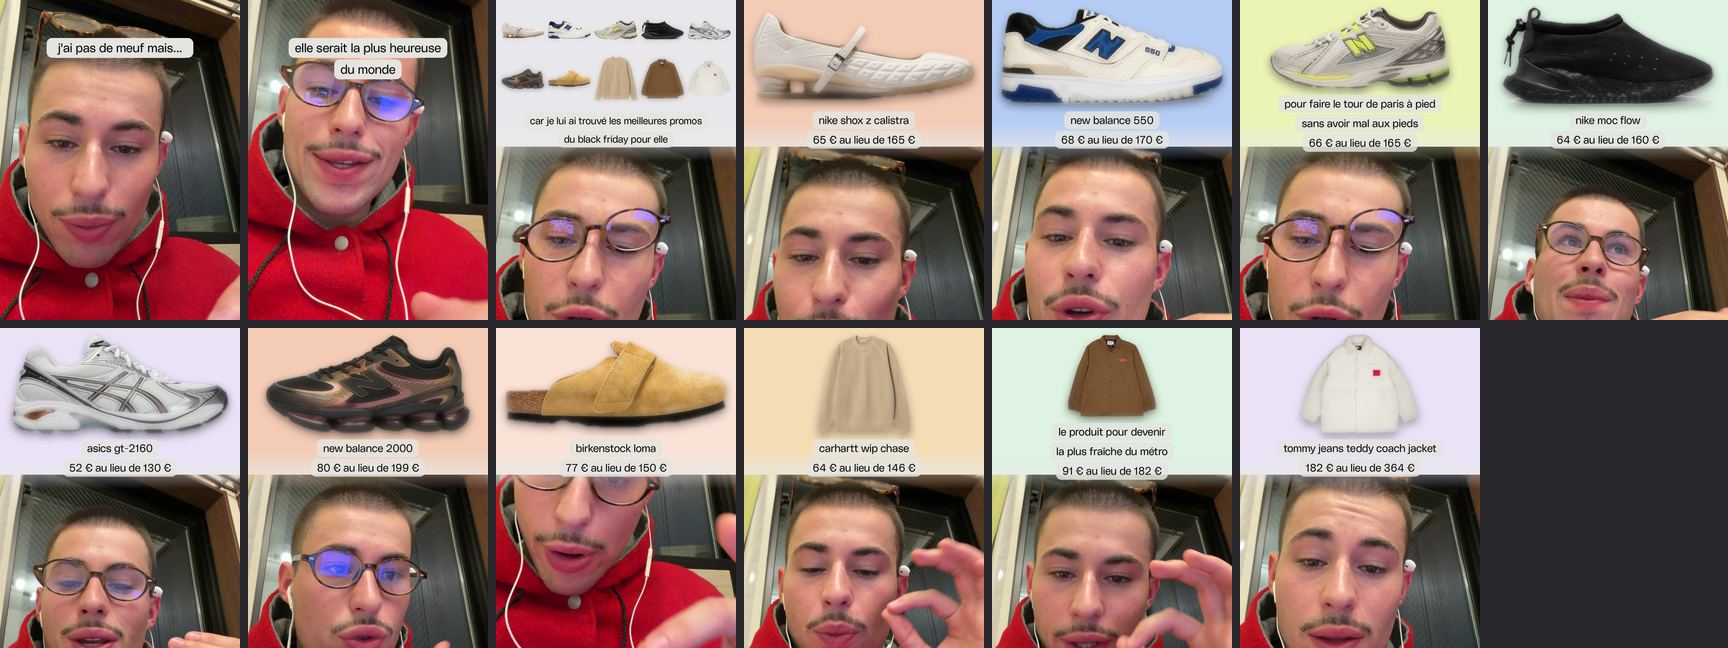 j'ai pas de meuf mais...
elle serait la plus heureuse
du monde
car je lui ai trouvé les meilleures promos
du black friday pour elle
nike shox z calistra
65 € au lieu de 165 €
550
new balance 550
68 € au lieu de 170 €
pour faire le tour de paris à pied
sans avoir mal aux pieds
66 € au lieu de 165 €
nike moc flow
64 € au lieu de 160 €
asics gt-2160
52 € au lieu de 130 €
new balance 2000
80 € au lieu de 199 €
birkenstock loma
77 € au lieu de 150 €
carhartt wip chase
64 € au lieu de 146 €
le produit pour devenir
la plus fraîche du métro
91 € au lieu de 182 €
tommy jeans teddy coach jacket
182 € au lieu de 364 €